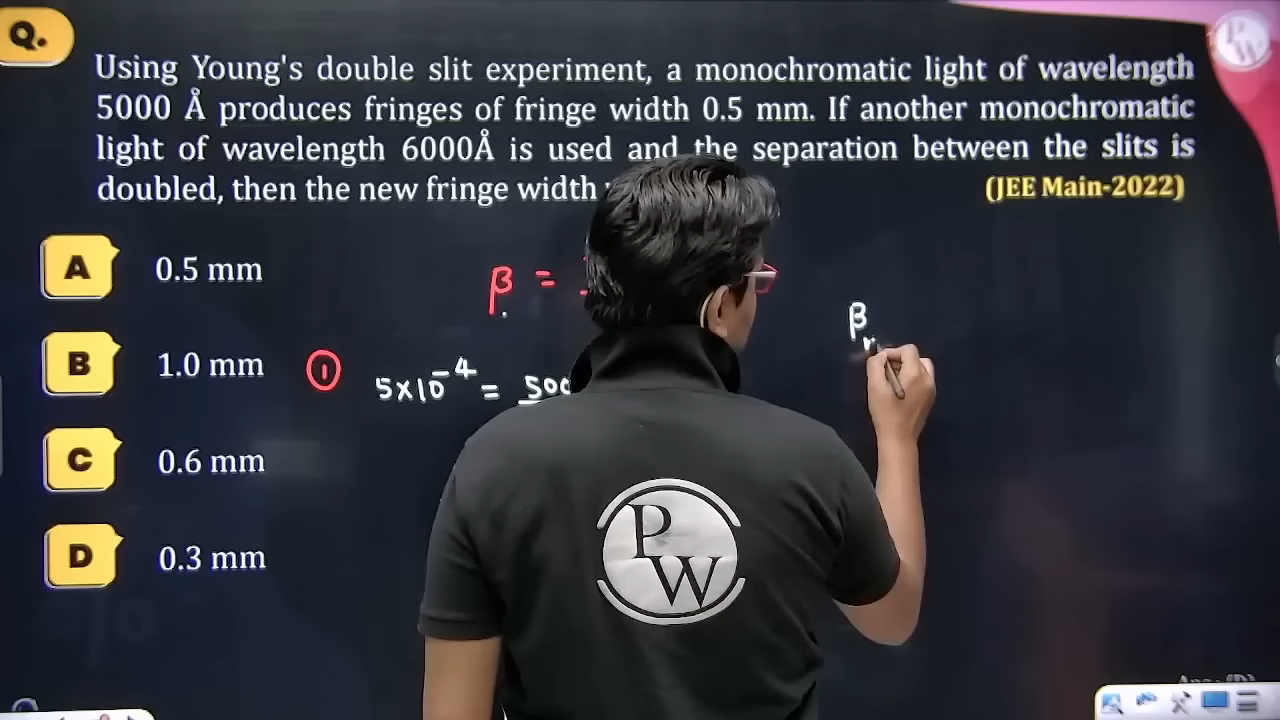 Q.
Using Young's double slit experiment, a monochromatic light of wavelength
5000 Å produces fringes of fringe width 0.5 mm. If another monochromatic
light of wavelength 6000Å is used and the separation between the slits is
doubled, then the new fringe width
(JEE Main-2022)
A 0.5 mm
β =
β
B 1.0 mm
① 5×10⁻⁴ =
C 0.6 mm
D 0.3 mm
PW
PW